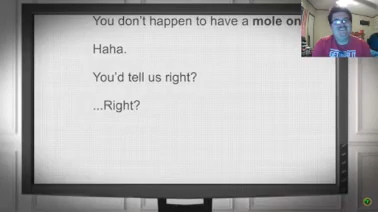 You don't happen to have a mole on
Haha.
You'd tell us right?
...Right?